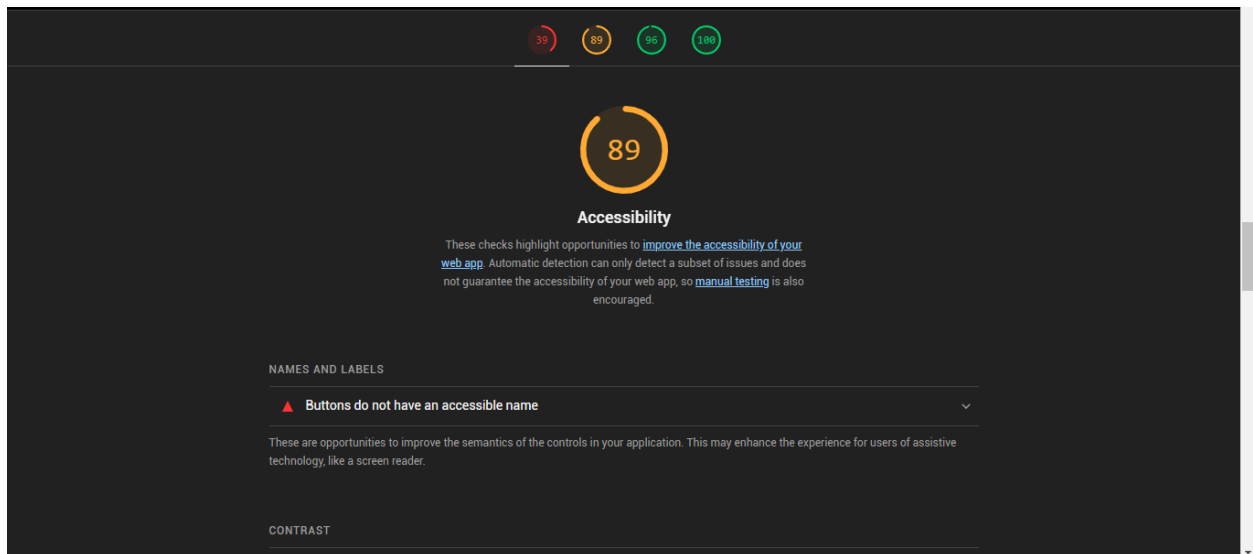 39 89 96 100
89
Accessibility
These checks highlight opportunities to improve the accessibility of your
web app. Automatic detection can only detect a subset of issues and does
not guarantee the accessibility of your web app, so manual testing is also
encouraged.
NAMES AND LABELS
Buttons do not have an accessible name
These are opportunities to improve the semantics of the controls in your application. This may enhance the experience for users of assistive
technology, like a screen reader.
CONTRAST